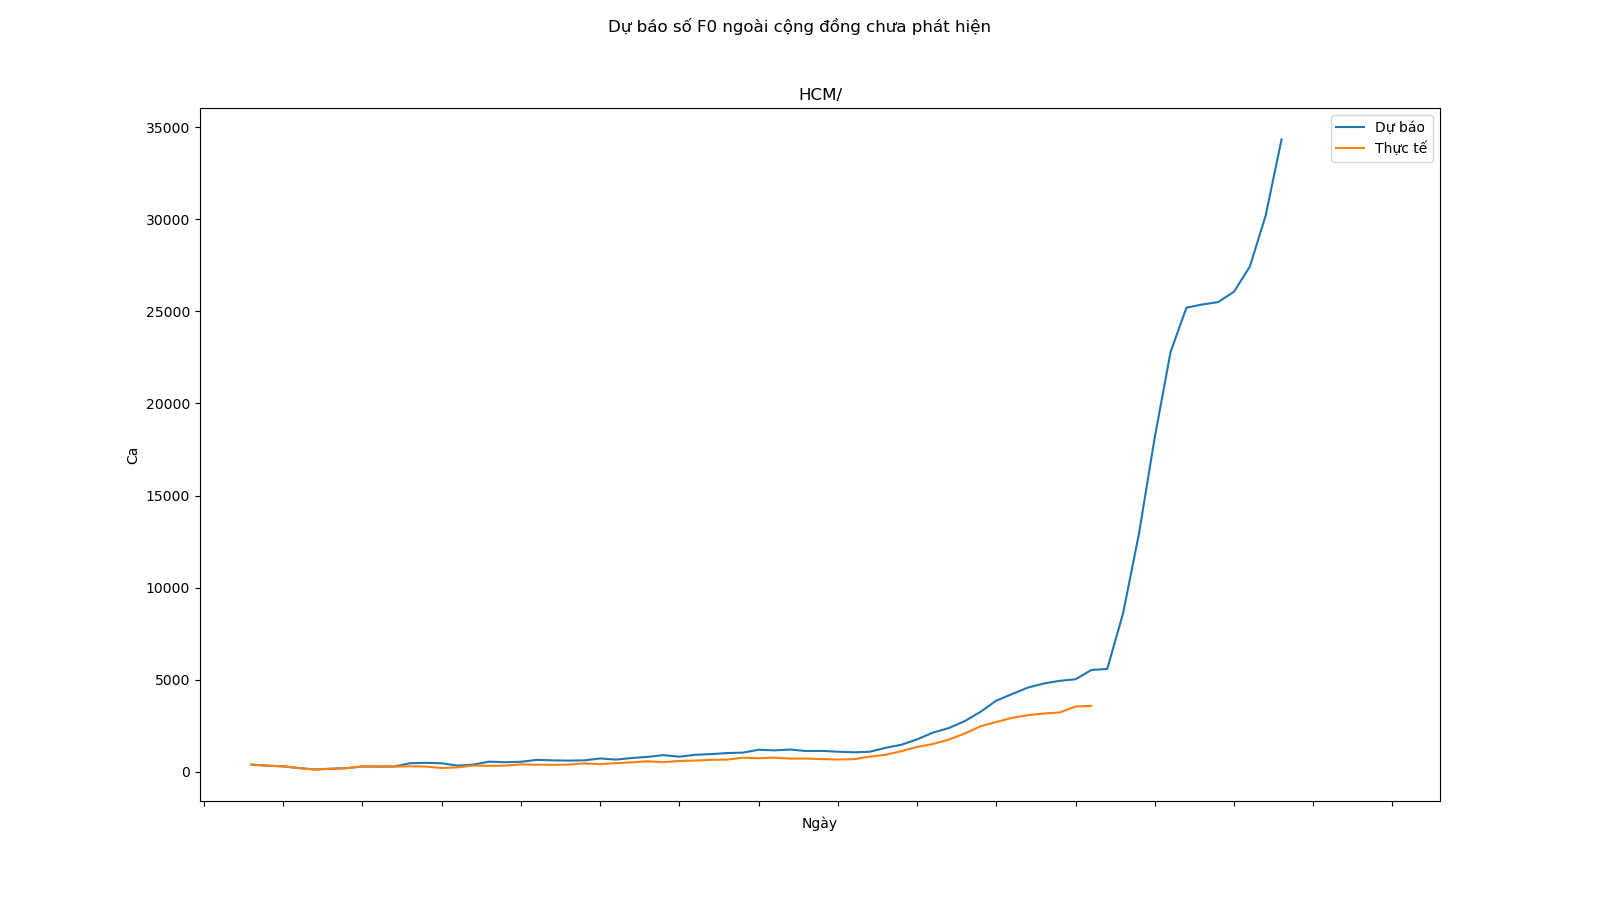 Dự báo số F0 ngoài cộng đồng chưa phát hiện
HCM/
Dự báo
Thực tế
35000
30000
25000
20000
15000
10000
5000
0
Ca
Ngày